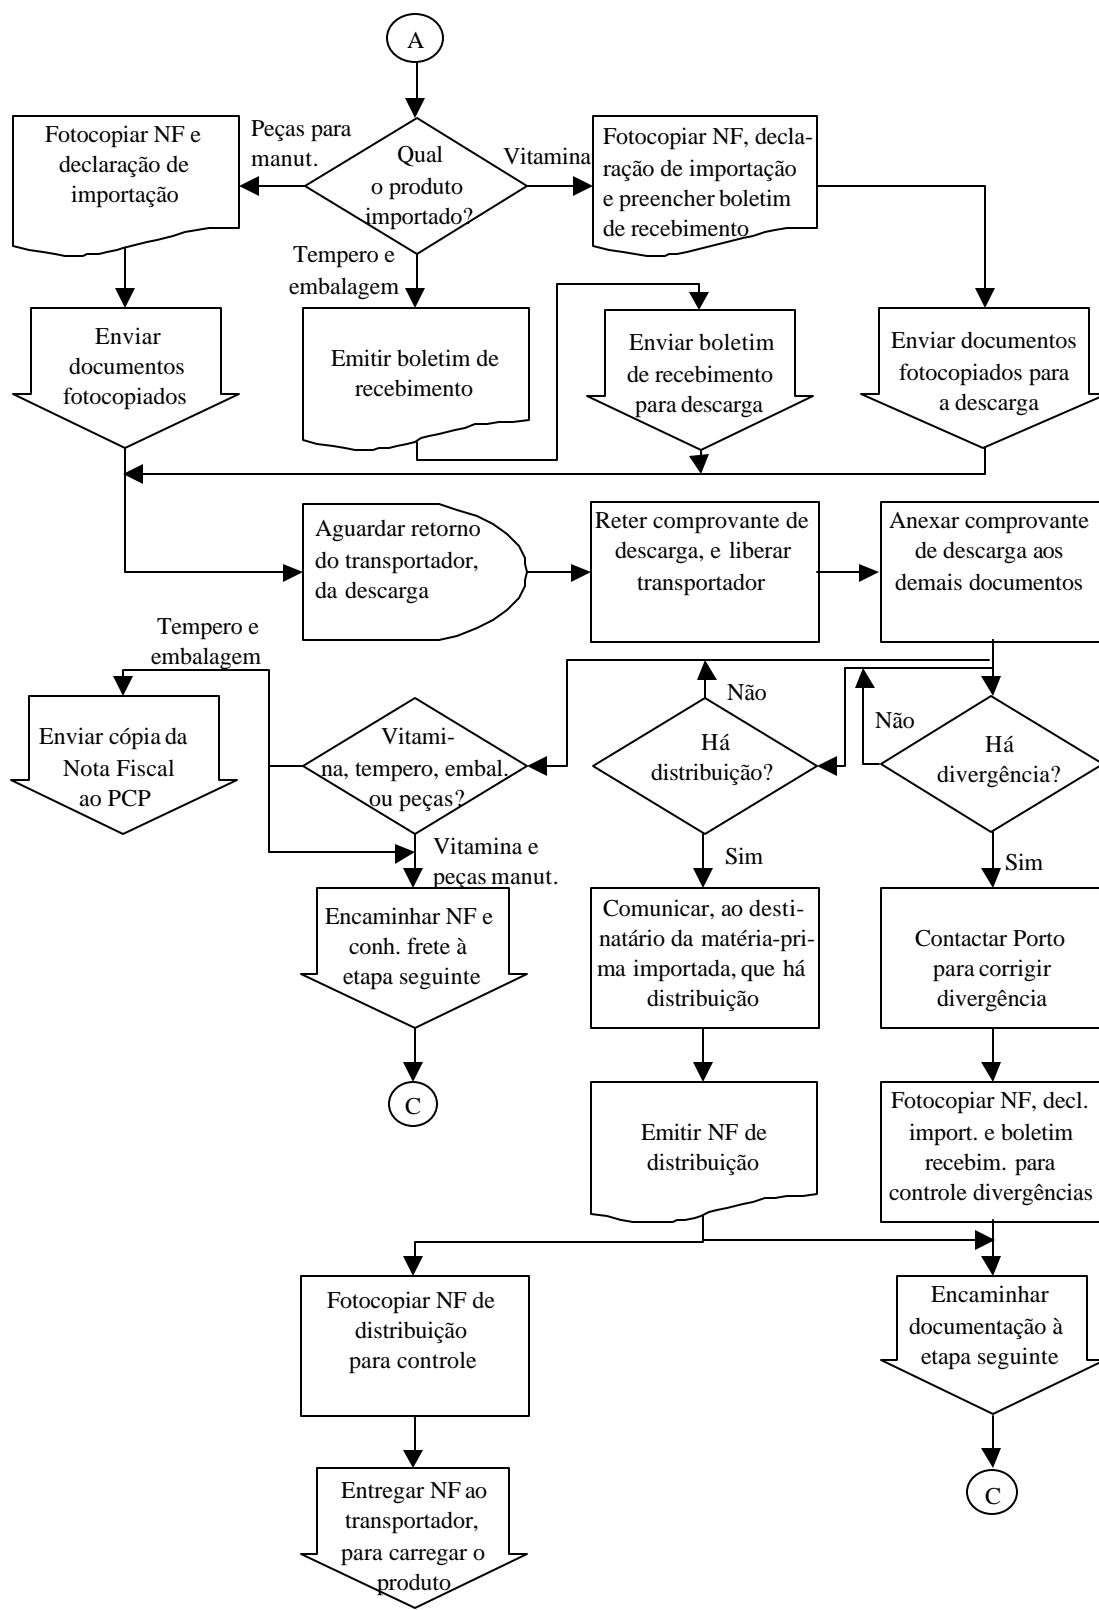 A
Fotocopiar NF e
declaração de
importação
Peças para
manut.
Qual
o produto
importado?
Vitamina
Fotocopiar NF, decla-
ração de importação
e preencher boletim
de recebimento
Tempero e
embalagem
Enviar
documentos
fotocopiados
Emitir boletim de
recebimento
Enviar boletim
de recebimento
para descarga
Enviar documentos
fotocopiados para
a descarga
Aguardar retorno
do transportador,
da descarga
Reter comprovante de
descarga, e liberar
transportador
Anexar comprovante
de descarga aos
demais documentos
Tempero e
embalagem
Enviar cópia da
Nota Fiscal
ao PCP
Vitami-
na, tempero, embal.
ou peças?
Não
Há
distribuição?
Não
Há
divergência?
Vitamina e
peças manut.
Sim
Sim
Encaminhar NF e
conh. frete à
etapa seguinte
Comunicar, ao desti-
natário da matéria-pri-
ma importada, que há
distribuição
Contactar Porto
para corrigir
divergência
C
Emitir NF de
distribuição
Fotocopiar NF, decl.
import. e boletim
recebim. para
controle divergências
Fotocopiar NF de
distribuição
para controle
Encaminhar
documentação à
etapa seguinte
Entregar NF ao
transportador,
para carregar o
produto
C